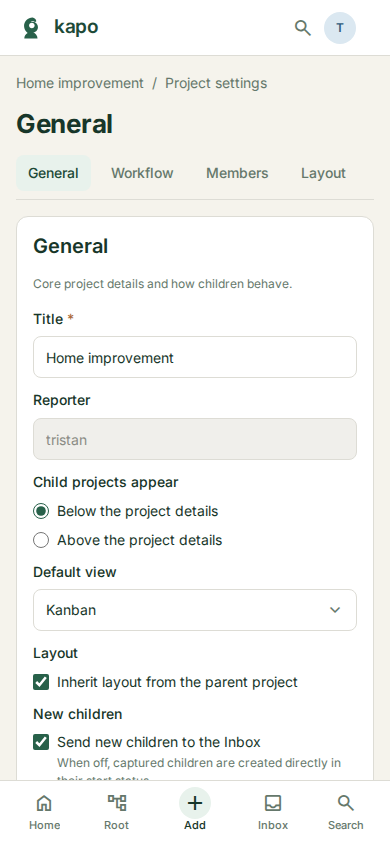 kapo
T
Home improvement / Project settings
General
General Workflow Members Layout
General
Core project details and how children behave.
Title *
Home improvement
Reporter
tristan
Child projects appear
Below the project details
Above the project details
Default view
Kanban
Layout
Inherit layout from the parent project
New children
Send new children to the Inbox
When off, captured children are created directly in
their start status.
Home Root Add Inbox Search